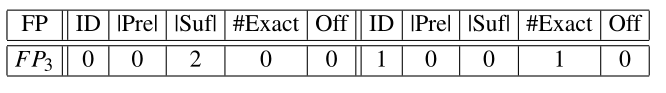 FP ID |Pre| |Suf| #Exact Off ID |Pre| |Suf| #Exact Off
FP₃ 0 0 2 0 0 1 0 0 1 0